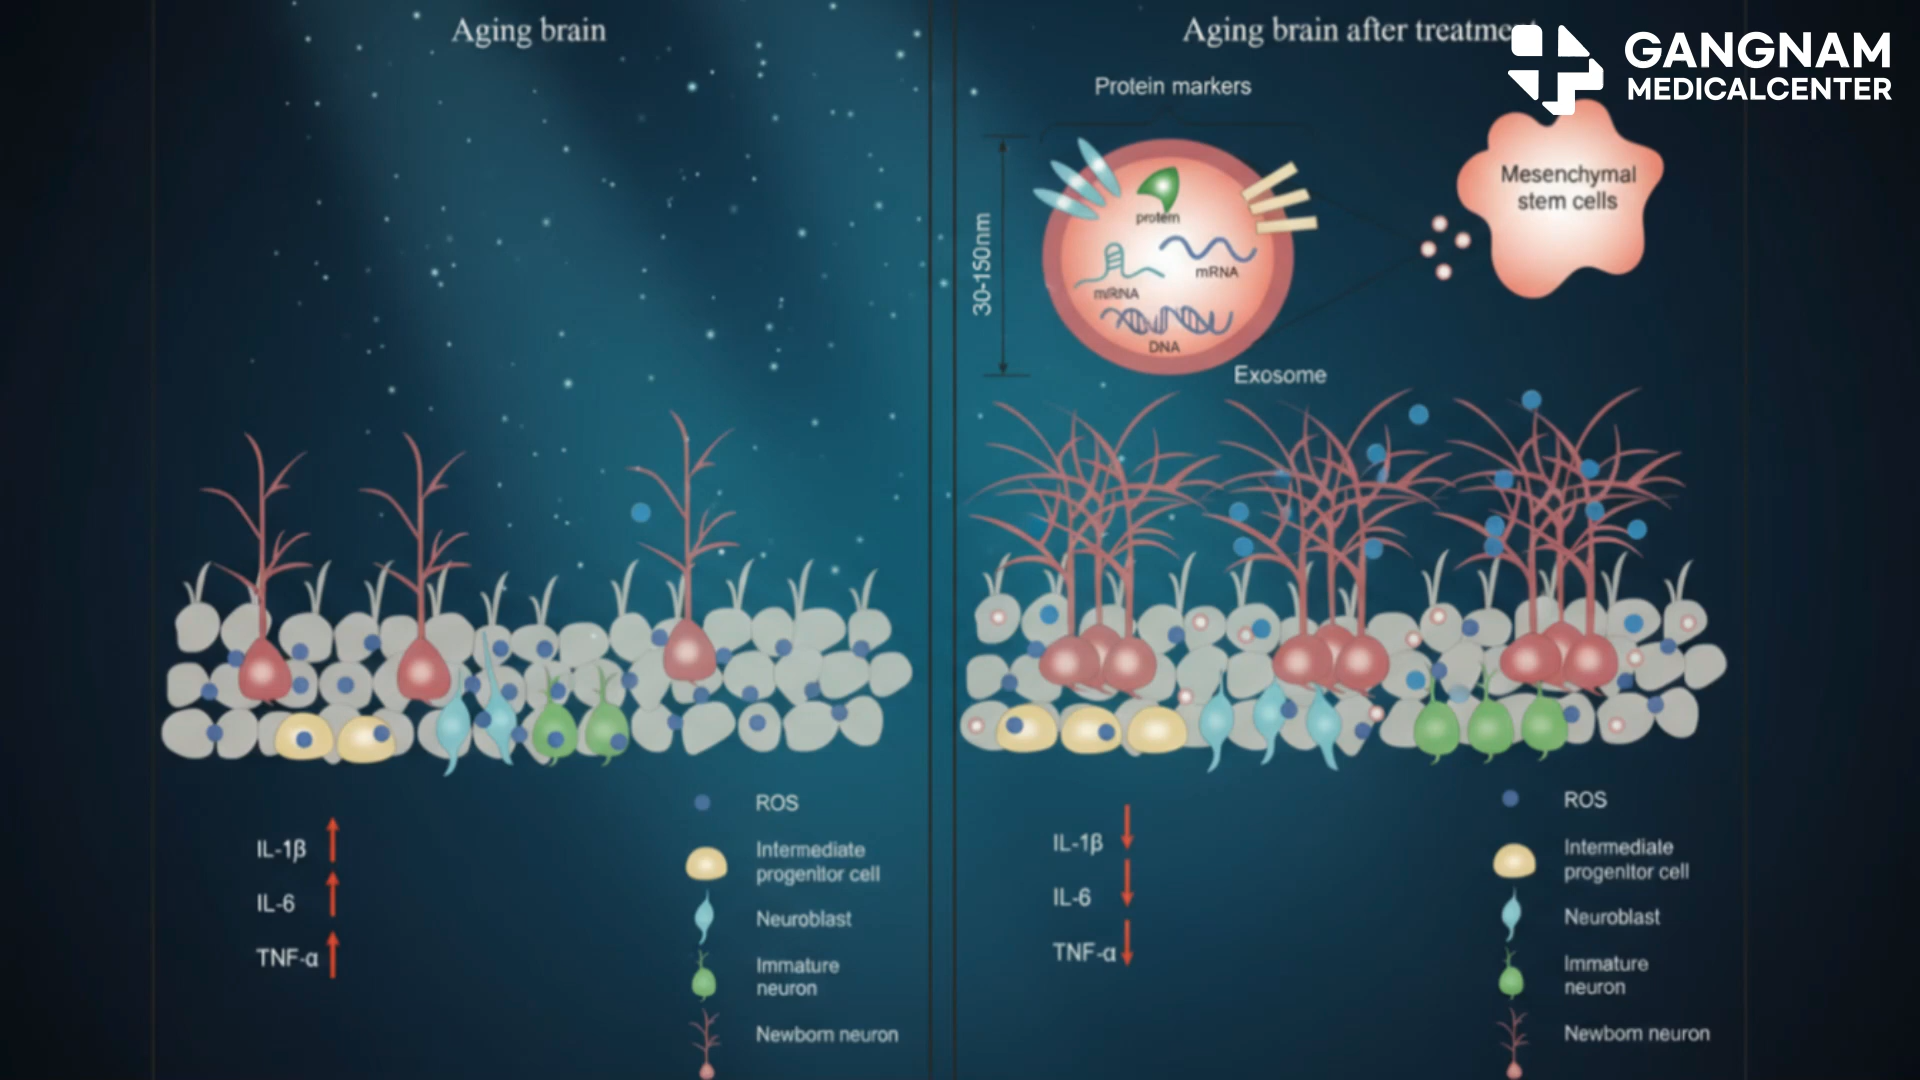 Aging brain
IL-1β
IL-6
TNF-α
ROS
Intermediate
progenitor cell
Neuroblast
Immature
neuron
Newborn neuron
Aging brain after treatme
GANGNAM
MEDICALCENTER
Protein markers
30-150nm
protein
mRNA
miRNA
DNA
Exosome
Mesenchymal
stem cells
IL-1β
IL-6
TNF-α
ROS
Intermediale
progenitor cell
Neuroblast
Immature
neuron
Newborn neuron